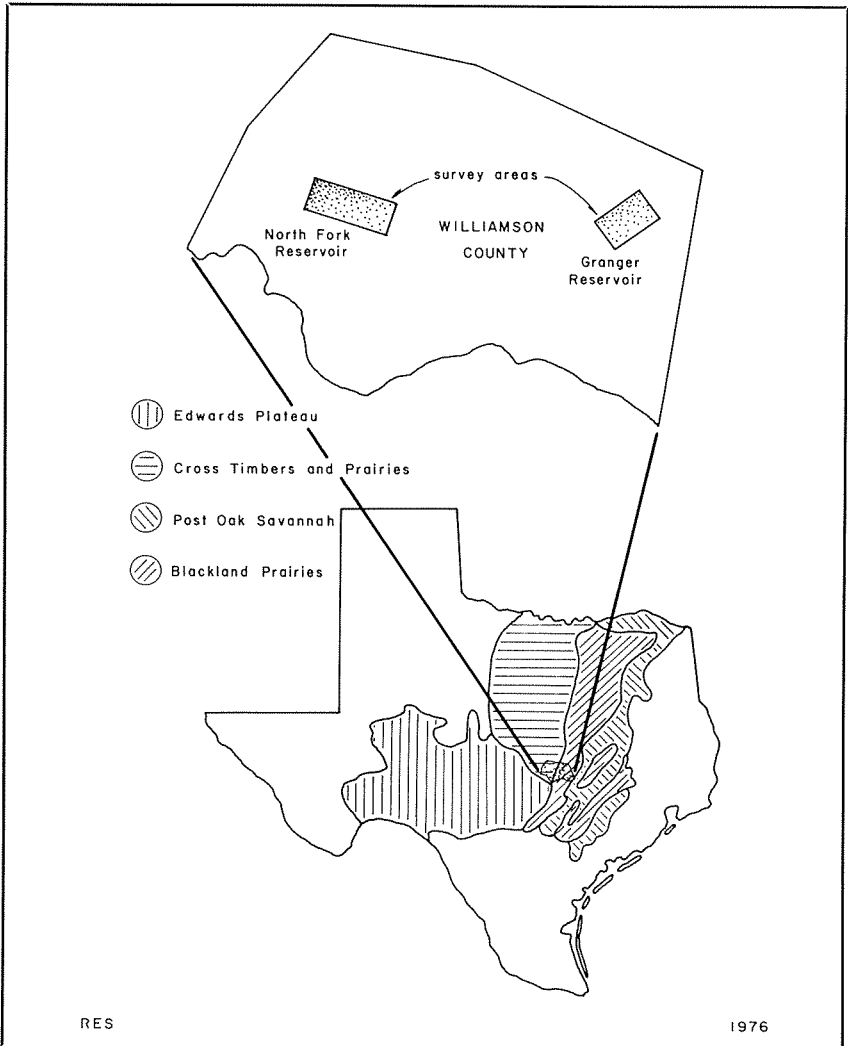 survey areas
North Fork
Reservoir
WILLIAMSON
COUNTY
Granger
Reservoir
Edwards Plateau
Cross Timbers and Prairies
Post Oak Savannah
Blackland Prairies
RES
1976